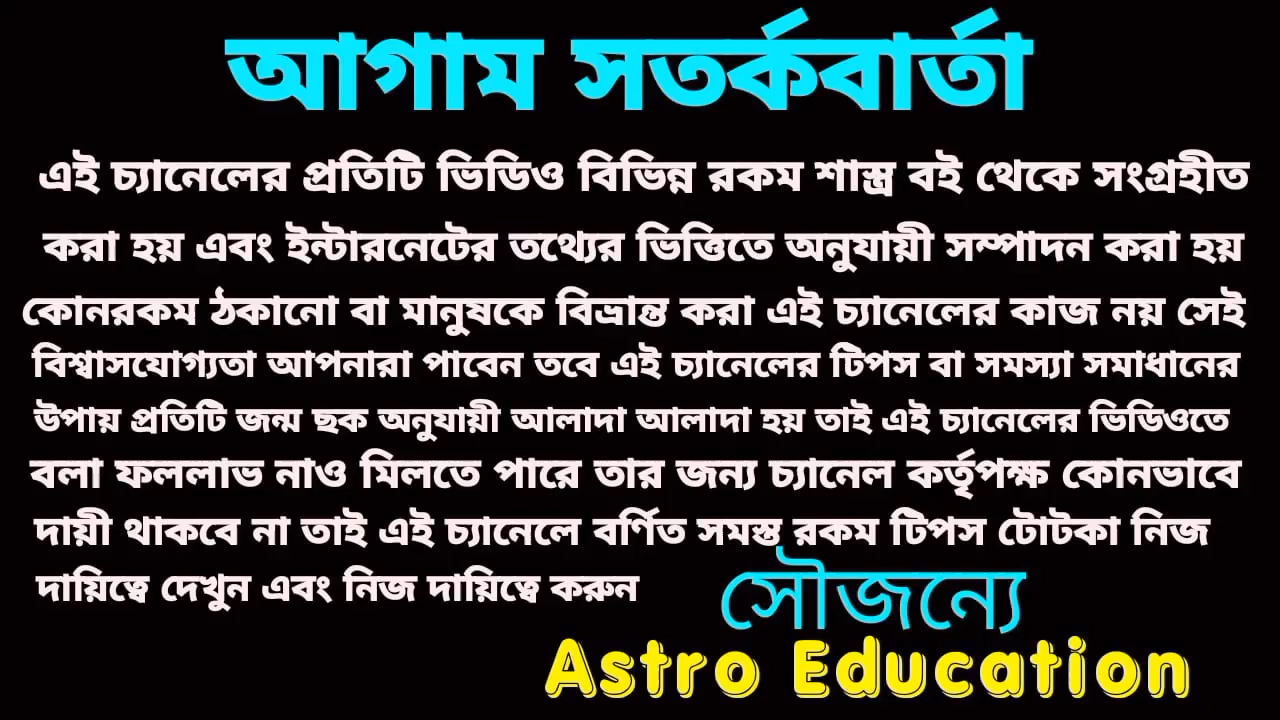 আগাম সতর্কবার্তা
এই চ্যানেলের প্রতিটি ভিডিও বিভিন্ন রকম শাস্ত্র বই থেকে সংগ্রহীত
করা হয় এবং ইন্টারনেটের তথ্যের ভিত্তিতে অনুযায়ী সম্পাদন করা হয়
কোনরকম ঠকানো বা মানুষকে বিভ্রান্ত করা এই চ্যানেলের কাজ নয় সেই
বিশ্বাসযোগ্যতা আপনারা পাবেন তবে এই চ্যানেলের টিপস বা সমস্যা সমাধানের
উপায় প্রতিটি জন্ম ছক অনুযায়ী আলাদা আলাদা হয় তাই এই চ্যানেলের ভিডিওতে
বলা ফললাভ নাও মিলতে পারে তার জন্য চ্যানেল কর্তৃপক্ষ কোনভাবে
দায়ী থাকবে না তাই এই চ্যানেলে বর্ণিত সমস্ত রকম টিপস টোটকা নিজ
দায়িত্বে দেখুন এবং নিজ দায়িত্বে করুন
সৌজন্যে
Astro Education